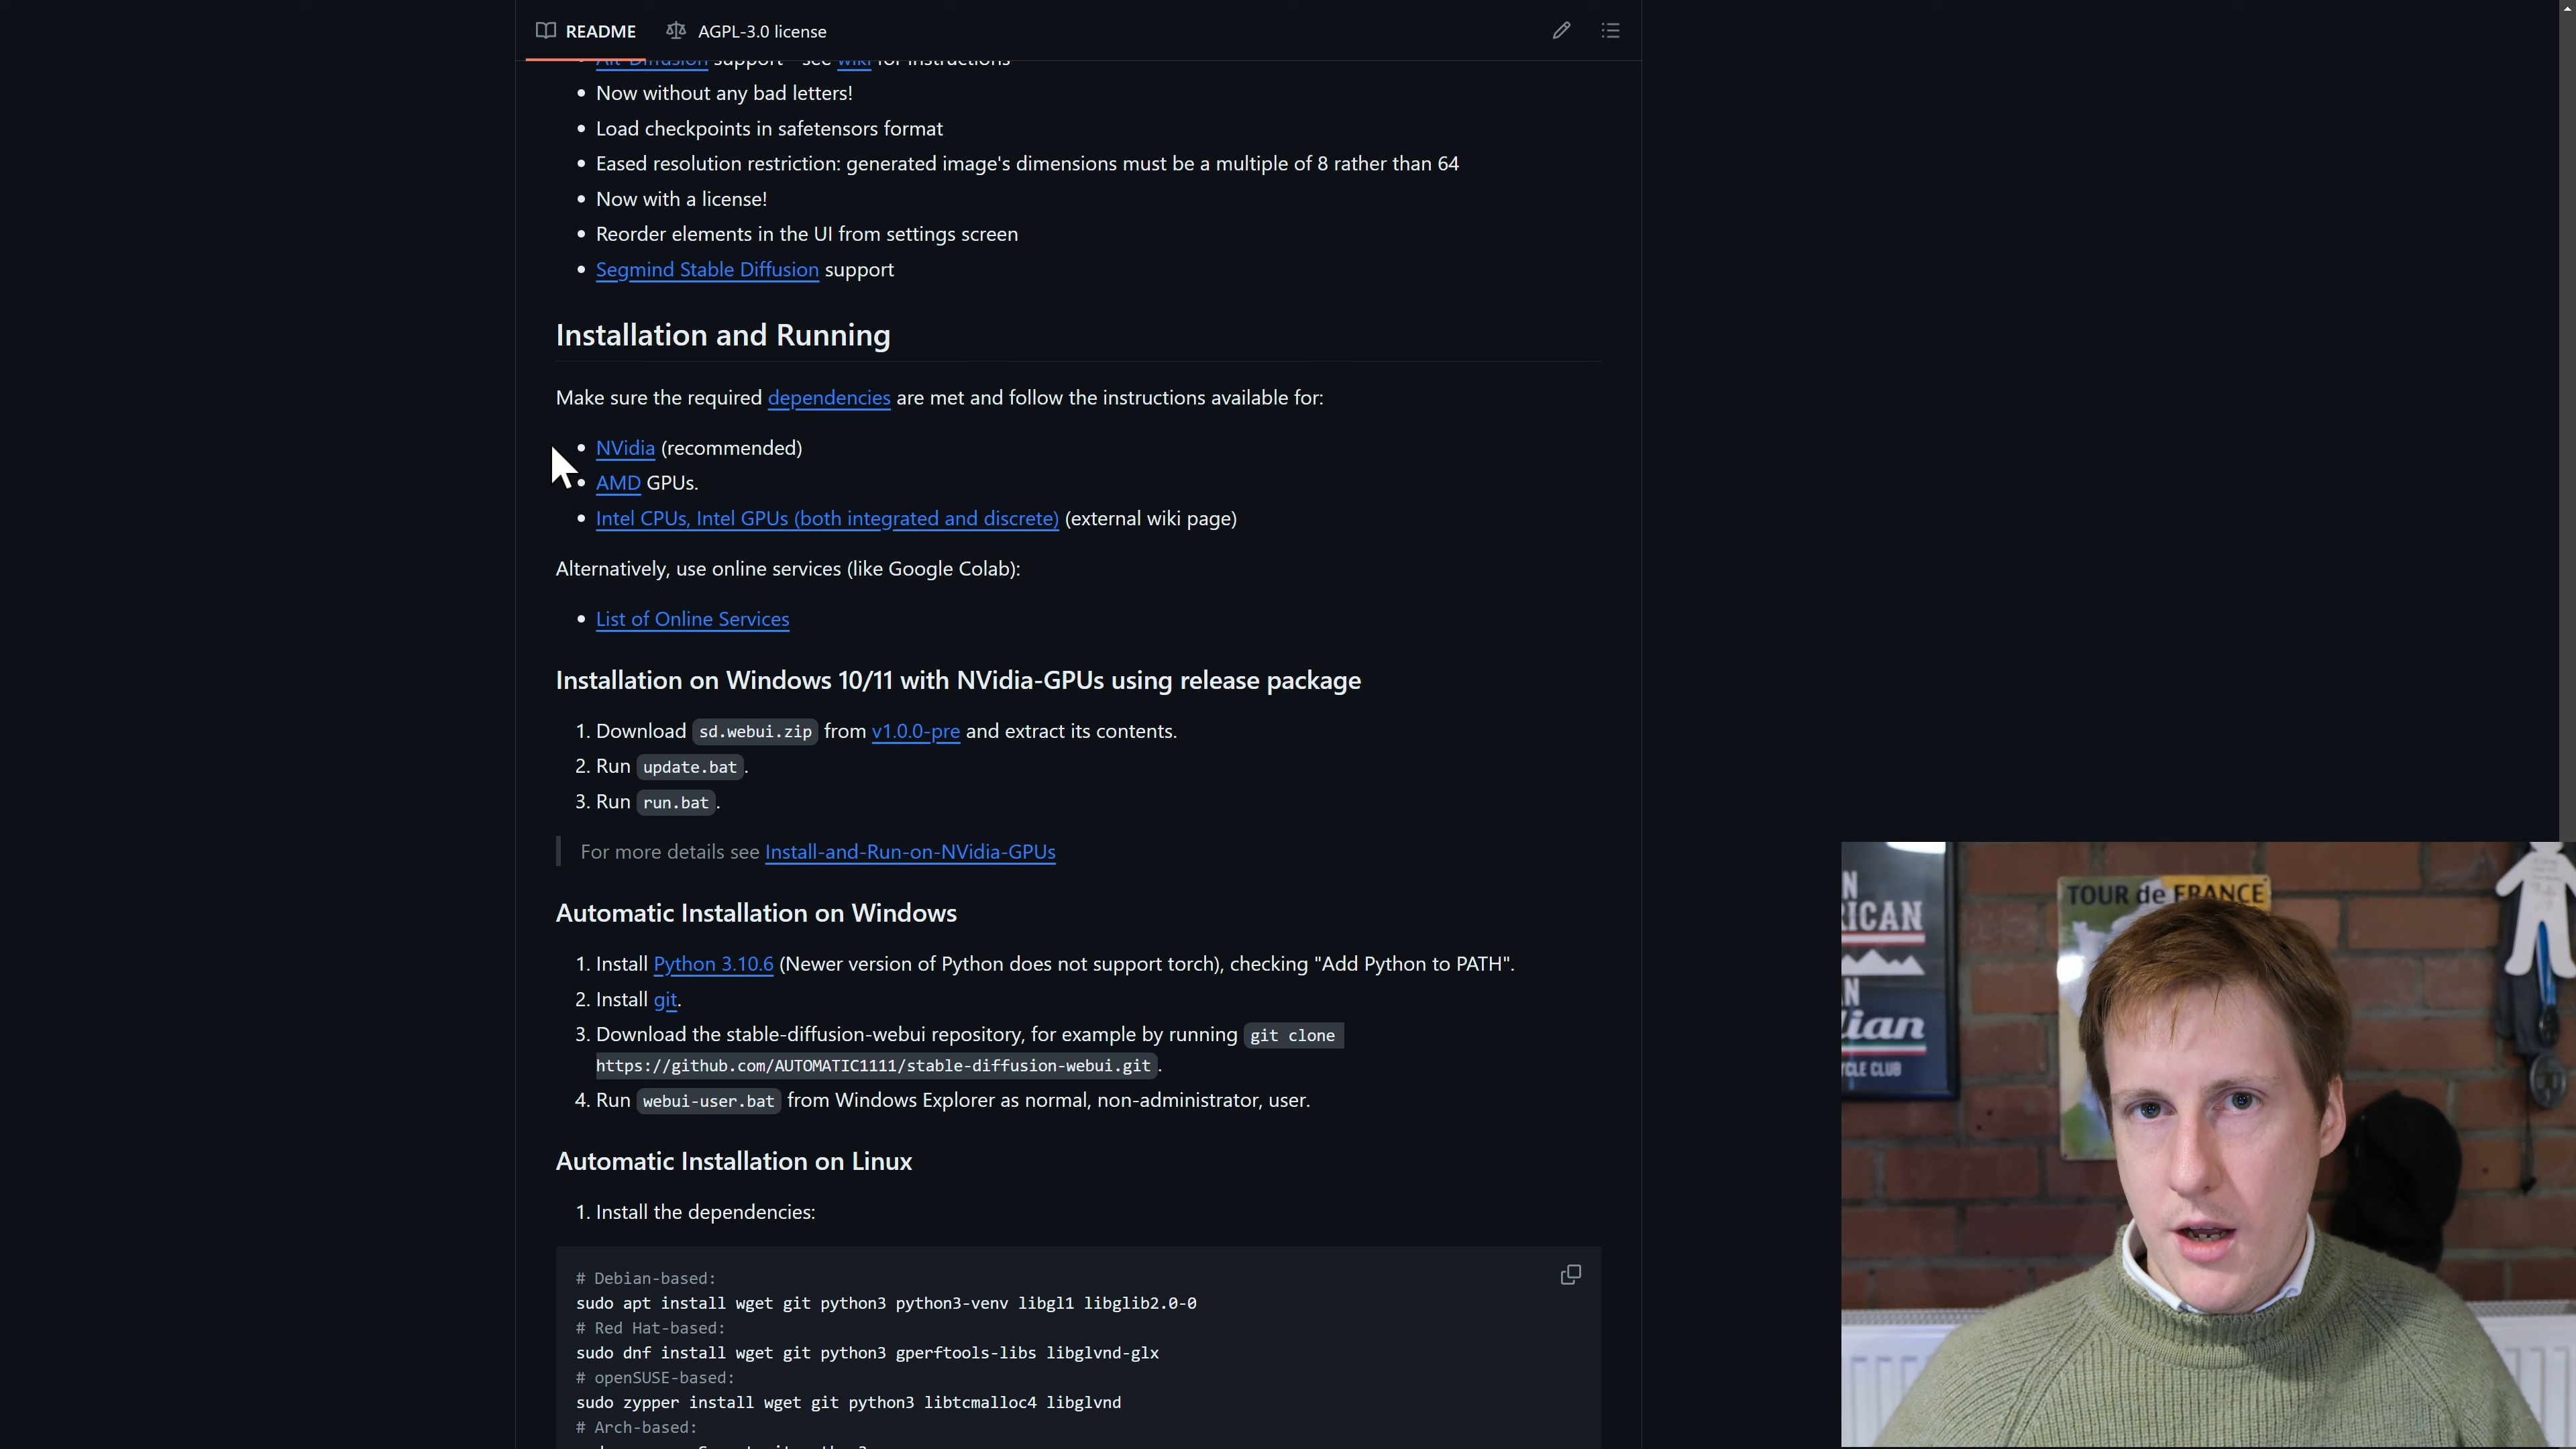 README AGPL-3.0 license
Alt-Diffusion support - see wiki for instructions
Now without any bad letters!
Load checkpoints in safetensors format
Eased resolution restriction: generated image's dimensions must be a multiple of 8 rather than 64
Now with a license!
Reorder elements in the UI from settings screen
Segmind Stable Diffusion support
Installation and Running
Make sure the required dependencies are met and follow the instructions available for:
NVidia (recommended)
AMD GPUs.
Intel CPUs, Intel GPUs (both integrated and discrete) (external wiki page)
Alternatively, use online services (like Google Colab):
List of Online Services
Installation on Windows 10/11 with NVidia-GPUs using release package
1. Download sd.webui.zip from v1.0.0-pre and extract its contents.
2. Run update.bat.
3. Run run.bat.
For more details see Install-and-Run-on-NVidia-GPUs
Automatic Installation on Windows
1. Install Python 3.10.6 (Newer version of Python does not support torch), checking "Add Python to PATH".
2. Install git.
3. Download the stable-diffusion-webui repository, for example by running git clone
https://github.com/AUTOMATIC1111/stable-diffusion-webui.git.
4. Run webui-user.bat from Windows Explorer as normal, non-administrator, user.
Automatic Installation on Linux
1. Install the dependencies:
# Debian-based:
sudo apt install wget git python3 python3-venv libgl1 libglib2.0-0
# Red Hat-based:
sudo dnf install wget git python3 gperftools-libs libglvnd-glx
# openSUSE-based:
sudo zypper install wget git python3 libtcmalloc4 libglvnd
# Arch-based:
N
RICAN
AN
lian
YCLE CLUB
TOUR de FRANCE